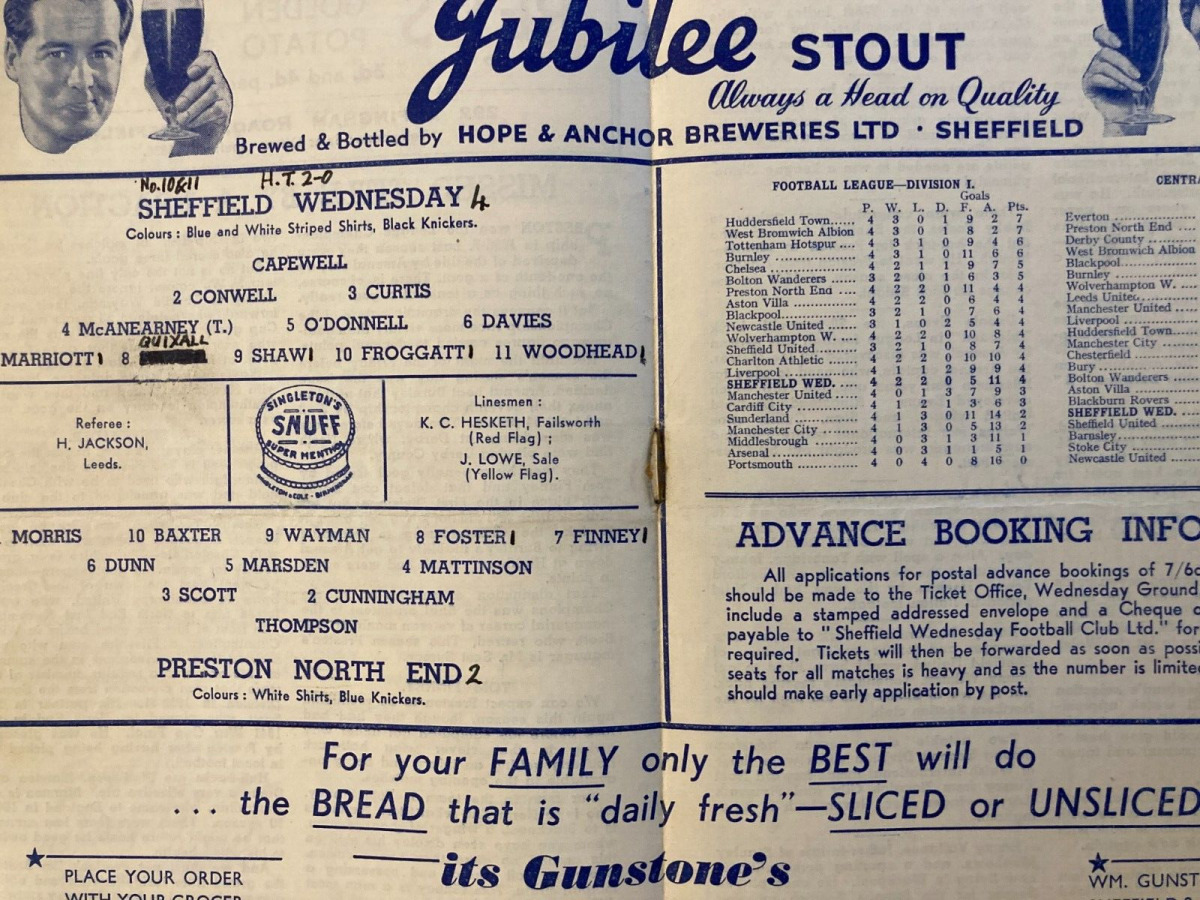 Jubilee STOUT
Always a Head on Quality
Brewed & Bottled by HOPE & ANCHOR BREWERIES LTD · SHEFFIELD
No.10&11 H.T. 2-0
SHEFFIELD WEDNESDAY 4
Colours : Blue and White Striped Shirts, Black Knickers.
CAPEWELL
2 CONWELL 3 CURTIS
4 McANEARNEY (T.) 5 O'DONNELL 6 DAVIES
QUIXALL
MARRIOTT 1 8 9 SHAW 1 10 FROGGATT 1 11 WOODHEAD 1
Referee :
H. JACKSON,
Leeds.
SINGLETON'S
SNUFF
SUPER MENTHOL
SINGLETON & COLE · BIRMINGHAM
Linesmen :
K. C. HESKETH, Failsworth
(Red Flag) ;
J. LOWE, Sale
(Yellow Flag).
MORRIS 10 BAXTER 9 WAYMAN 8 FOSTER 1 7 FINNEY 1
6 DUNN 5 MARSDEN 4 MATTINSON
3 SCOTT 2 CUNNINGHAM
THOMPSON
PRESTON NORTH END 2
Colours : White Shirts, Blue Knickers.
FOOTBALL LEAGUE—DIVISION I.
Goals
P. W. L. D. F. A. Pts.
Huddersfield Town..... 4 3 0 1 9 2 7
West Bromwich Albion 4 3 0 1 8 2 7
Tottenham Hotspur .... 4 3 1 0 9 4 6
Burnley ................ 4 3 1 0 11 6 6
Chelsea ................ 4 2 1 1 9 7 5
Bolton Wanderers ...... 3 2 0 1 6 3 5
Preston North End .... 4 2 2 0 11 4 4
Aston Villa ............ 4 2 2 0 6 4 4
Blackpool............... 3 2 1 0 7 6 4
Newcastle United ...... 3 1 0 2 5 4 4
Wolverhampton W. .... 4 2 2 0 10 8 4
Sheffield United ...... 3 2 1 0 8 7 4
Charlton Athletic ...... 4 2 2 0 10 10 4
Liverpool .............. 4 1 1 2 9 9 4
SHEFFIELD WED. .... 4 2 2 0 5 11 4
Manchester United .... 4 0 1 3 7 9 3
Cardiff City ............ 4 1 2 1 3 6 3
Sunderland ............ 4 1 3 0 11 14 2
Manchester City ...... 4 1 3 0 5 13 2
Middlesbrough ........ 4 0 3 1 3 11 1
Arsenal ................ 4 0 3 1 1 5 1
Portsmouth ............ 4 0 4 0 8 16 0
CENTRA
Everton
Preston North End
Derby County
West Bromwich Albion
Blackpool
Burnley
Wolverhampton W.
Leeds United
Manchester United
Liverpool
Huddersfield Town
Manchester City
Chesterfield
Bury
Bolton Wanderers
Aston Villa
Blackburn Rovers
SHEFFIELD WED.
Sheffield United
Barnsley
Stoke City
Newcastle United
ADVANCE BOOKING INFO
All applications for postal advance bookings of 7/6d
should be made to the Ticket Office, Wednesday Ground
include a stamped addressed envelope and a Cheque o
payable to " Sheffield Wednesday Football Club Ltd." for
required. Tickets will then be forwarded as soon as possi
seats for all matches is heavy and as the number is limite
should make early application by post.
For your FAMILY only the BEST will do
... the BREAD that is "daily fresh"—SLICED or UNSLICED
its Gunstone's
PLACE YOUR ORDER
WITH YOUR GROCER
WM. GUNST